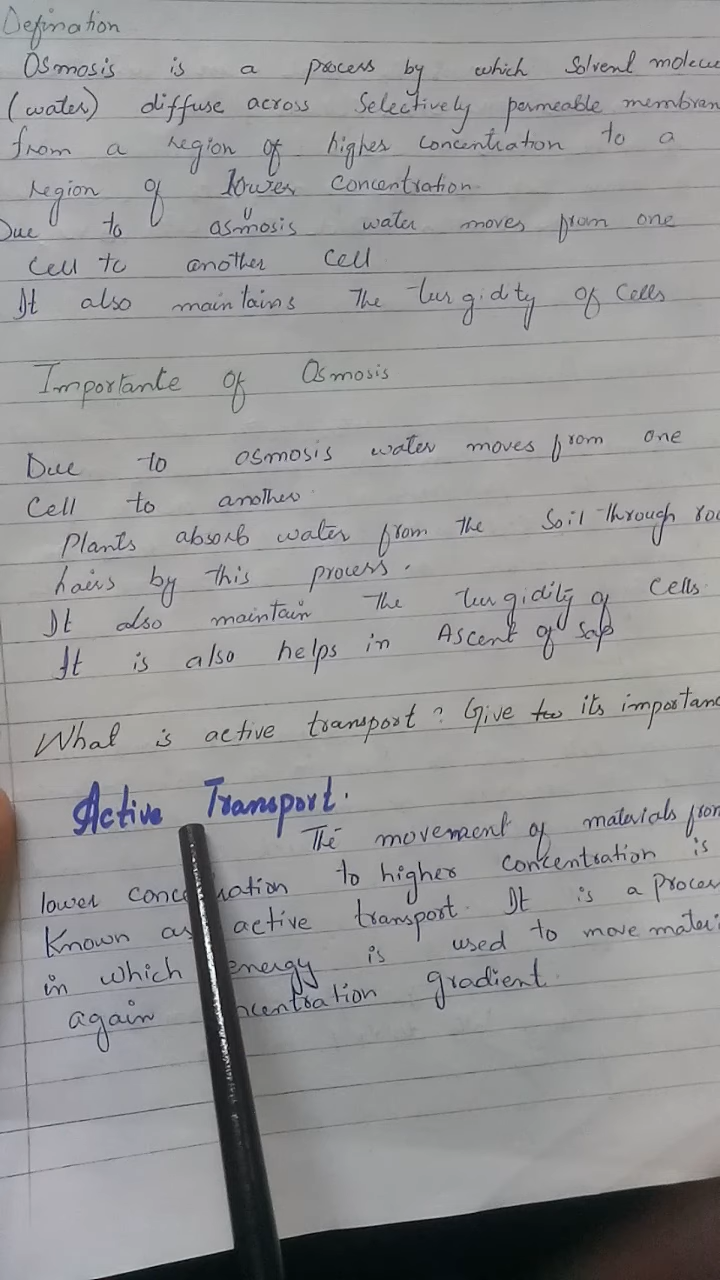 Defination
Osmosis is a process by which Solvent molecu
(water) diffuse across Selectively permeable membran
from a region of higher concentration to a
region of lower concentration.
Due to osmosis water moves from one
Cell to another cell
It also maintains The turgidity of Cells
Importante of Osmosis
Due to osmosis water moves from one
Cell to another.
Plants absorb water from the Soil through roo
hairs by this process.
It also maintain the turgidity of cells
It is also helps in Ascent of sap
What is active transport? Give to its importanc
Active Transport.
The movement of materials from
lower conc ration to higher concentration is
Known as active transport. It is a Proces
in which energy is used to move materi
again ncentration gradient.